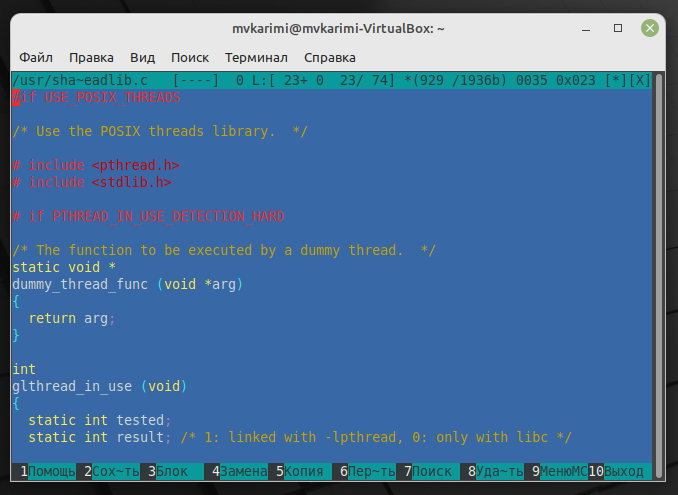 mvkarimi@mvkarimi-VirtualBox: ~
Файл Правка Вид Поиск Терминал Справка
/usr/sha~eadlib.c [----] 0 L:[ 23+ 0 23/ 74] *(929 /1936b) 0035 0x023 [*][X]
#if USE_POSIX_THREADS
/* Use the POSIX threads library.  */
# include <pthread.h>
# include <stdlib.h>
# if PTHREAD_IN_USE_DETECTION_HARD
/* The function to be executed by a dummy thread.  */
static void *
dummy_thread_func (void *arg)
{
  return arg;
}
int
glthread_in_use (void)
{
  static int tested;
  static int result; /* 1: linked with -lpthread, 0: only with libc */
1Помощь 2Сох~ть 3Блок 4Замена 5Копия 6Пер~ть 7Поиск 8Уда~ть 9МенюMC 10Выход